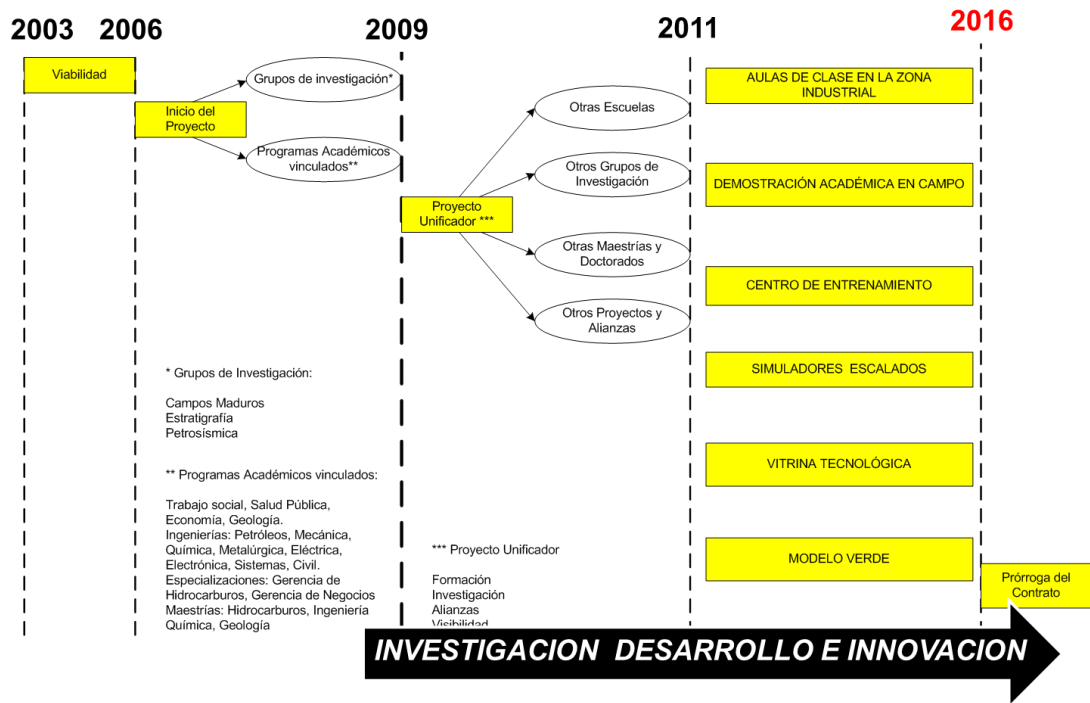 2003
2006
2009
2011
2016
Viabilidad
Inicio del
Proyecto
Grupos de investigación*
Programas Académicos
vinculados**
Proyecto
Unificador ***
Otras Escuelas
Otros Grupos de
Investigación
Otras Maestrías y
Doctorados
Otros Proyectos y
Alianzas
AULAS DE CLASE EN LA ZONA
INDUSTRIAL
DEMOSTRACIÓN ACADÉMICA EN CAMPO
CENTRO DE ENTRENAMIENTO
SIMULADORES ESCALADOS
VITRINA TECNOLÓGICA
MODELO VERDE
Prórroga del
Contrato
* Grupos de Investigación:
Campos Maduros
Estratigrafía
Petrosísmica
** Programas Académicos vinculados:
Trabajo social, Salud Pública,
Economía, Geología.
Ingenierías: Petróleos, Mecánica,
Química, Metalúrgica, Eléctrica,
Electrónica, Sistemas, Civil.
Especializaciones: Gerencia de
Hidrocarburos, Gerencia de Negocios
Maestrías: Hidrocarburos, Ingeniería
Química, Geología
*** Proyecto Unificador
Formación
Investigación
Alianzas
Visibilidad
INVESTIGACION DESARROLLO E INNOVACION